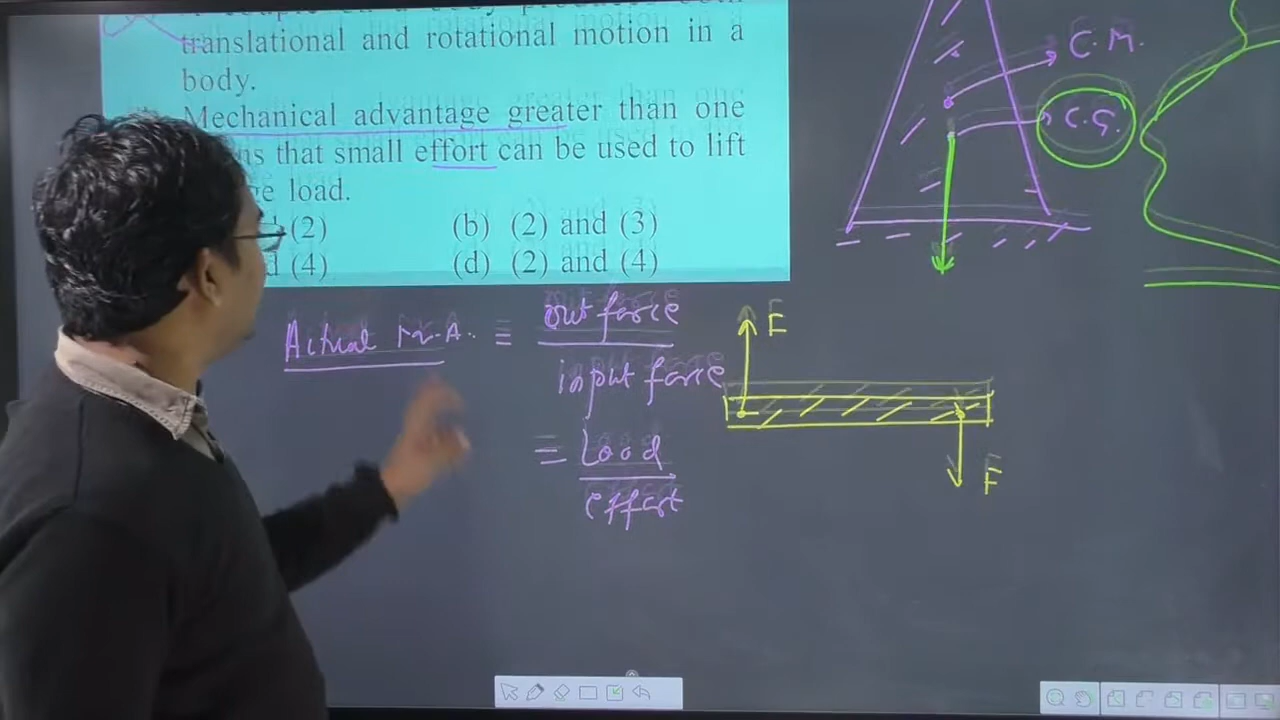 translational and rotational motion in a
body.
Mechanical advantage greater than one
that small effort can be used to lift
load.
(2)
(b) (2) and (3)
(4)
(d) (2) and (4)
C.M.
C.G.
Actual M.A. = out force
input force
= Load
effort
F
F